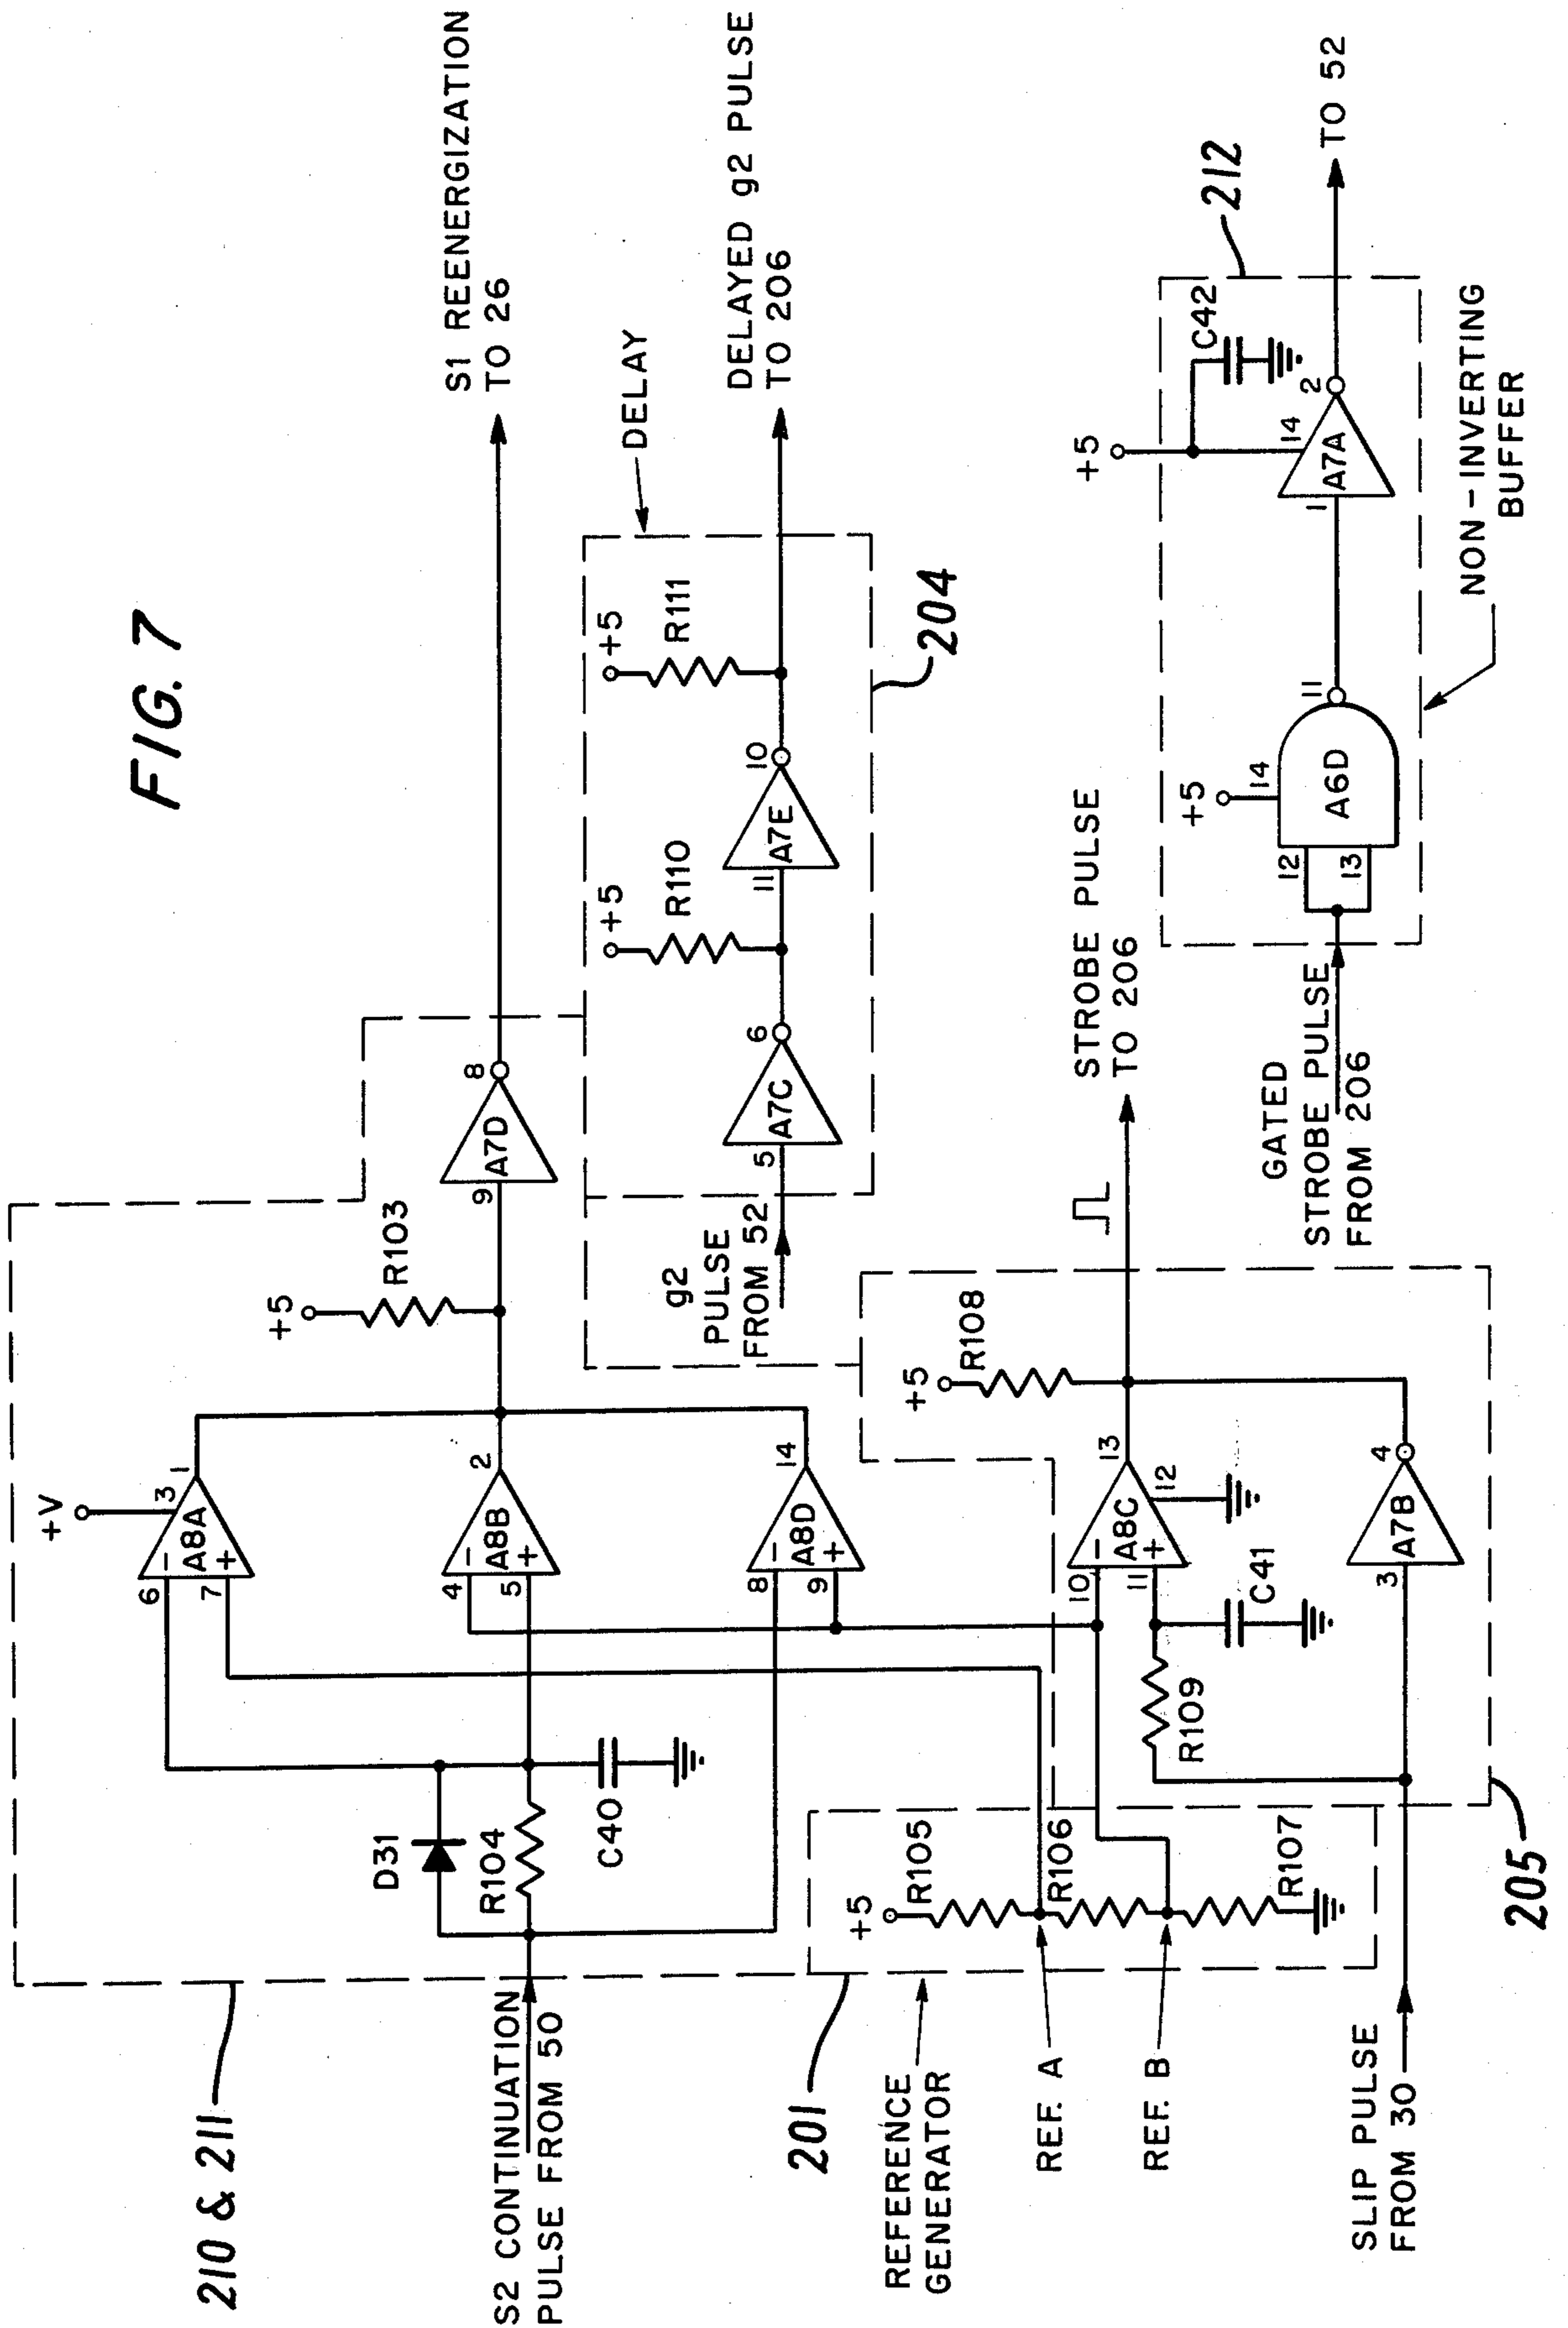 FIG. 7
210 & 211
S2 CONTINUATION
PULSE FROM 50
D31
R104
C40
+V
3
6
-
A8A
+
7
1
4
-
A8B
+
5
2
8
-
A8D
+
9
14
+5
R103
9
A7D
8
S1 REENERGIZATION
TO 26
g2
PULSE
FROM 52
5
A7C
6
+5
R110
11
A7E
10
+5
R111
DELAY
204
DELAYED g2 PULSE
TO 206
201
REFERENCE
GENERATOR
REF. A
REF. B
+5
R105
R106
R107
SLIP PULSE
FROM 30
205
R109
C41
10
-
A8C
+
11
12
13
3
A7B
4
+5
R108
STROBE PULSE
TO 206
GATED
STROBE PULSE
FROM 206
12
13
+5
14
A6D
11
1
A7A
2
+5
14
C42
212
TO 52
NON-INVERTING
BUFFER